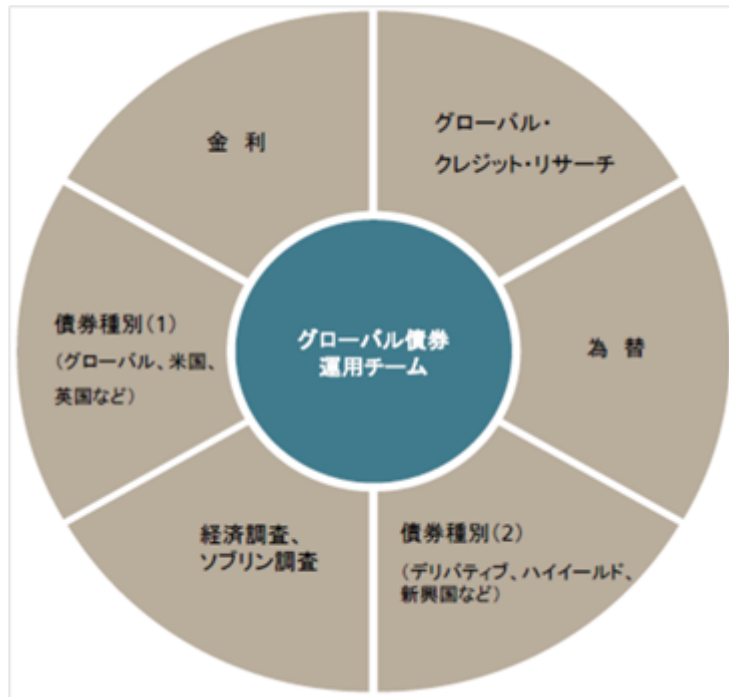 金 利
グローバル・
クレジット・リサーチ
債券種別(1)
(グローバル、米国、
英国など)
グローバル債券
運用チーム
為 替
経済調査、
ソブリン調査
債券種別(2)
(デリバティブ、ハイイールド、
新興国など)